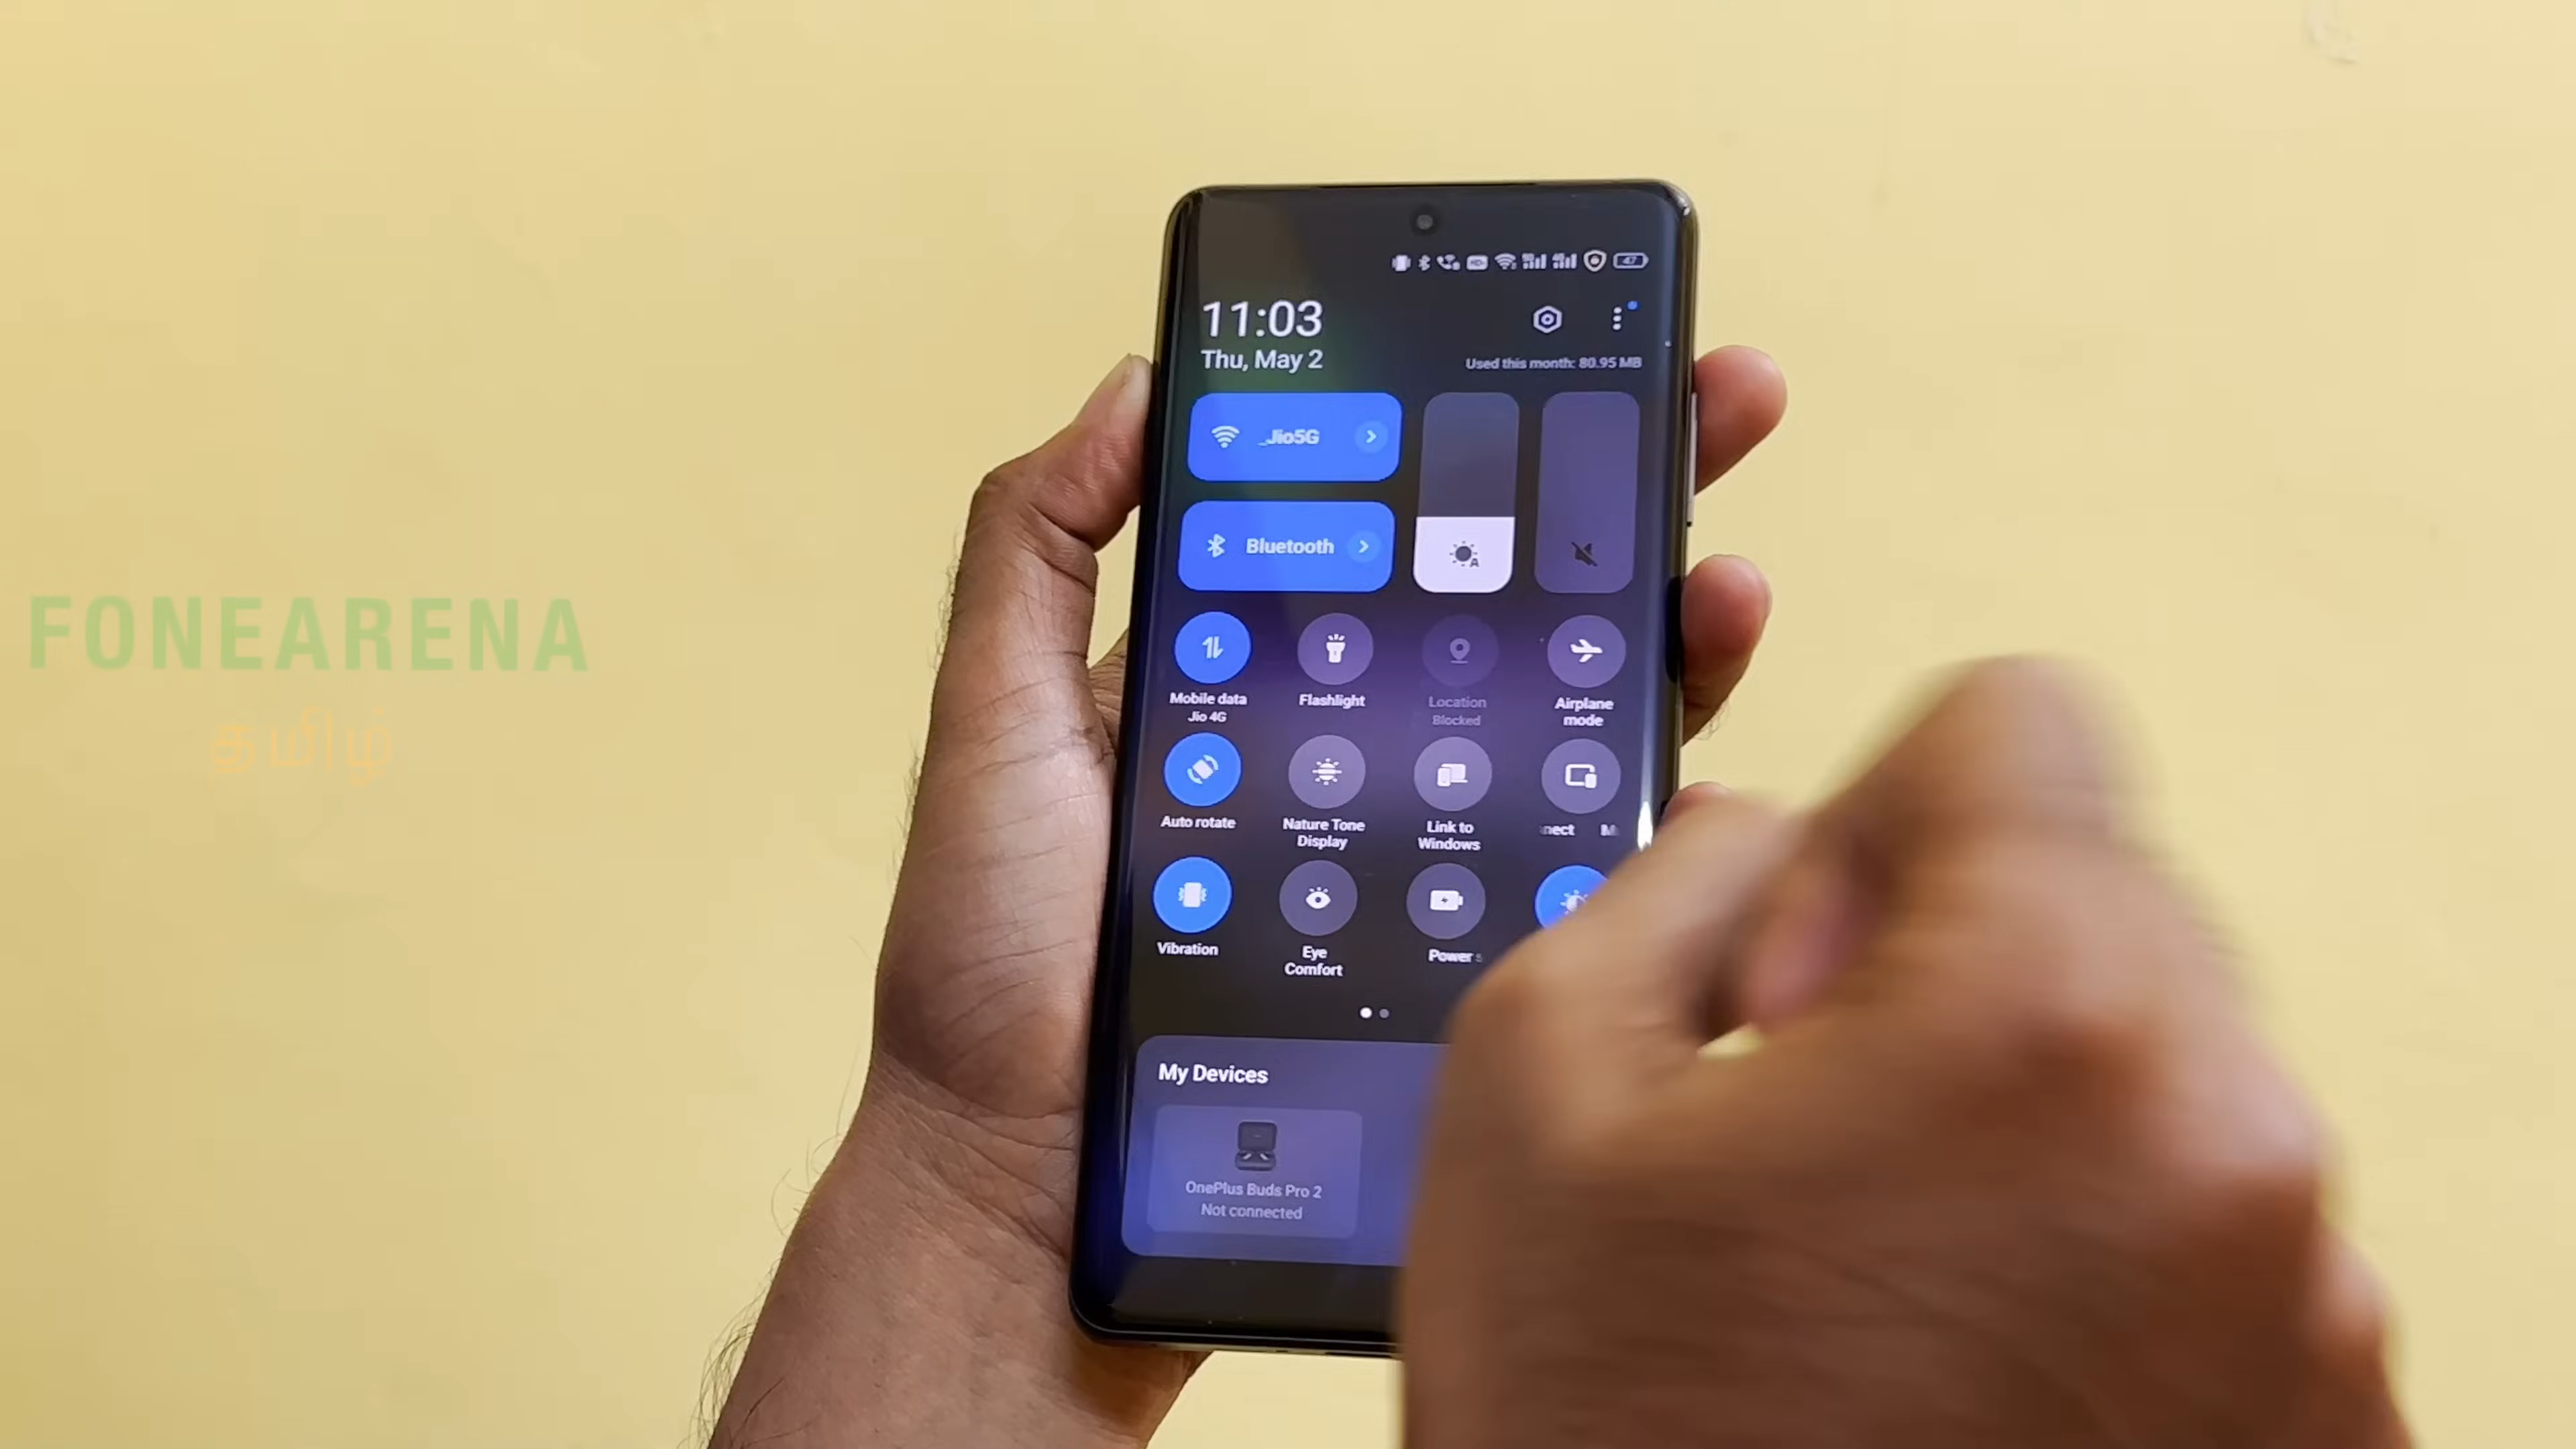 47
11:03
Thu, May 2
Used this month: 80.95 MB
_Jio5G
Bluetooth
FONEARENA
தமிழ்
Mobile data
Jio 4G
Flashlight
Location
Blocked
Airplane
mode
Auto rotate
Nature Tone
Display
Link to
Windows
Vibration
Eye
Comfort
Power
My Devices
OnePlus Buds Pro 2
Not connected